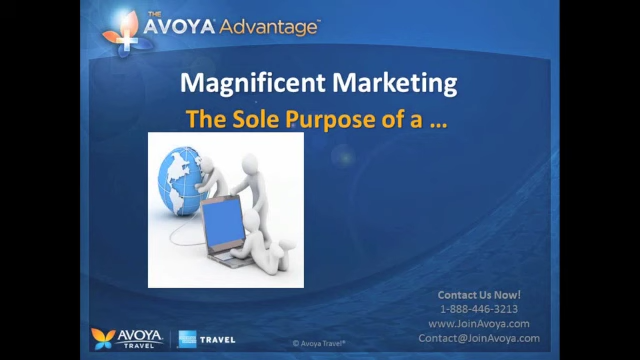 THE
AVOYA® Advantage™
Magnificent Marketing
The Sole Purpose of a ...
Contact Us Now!
1-888-446-3213
www.JoinAvoya.com
Contact@JoinAvoya.com
AVOYA®
TRAVEL
TRAVEL
© Avoya Travel®